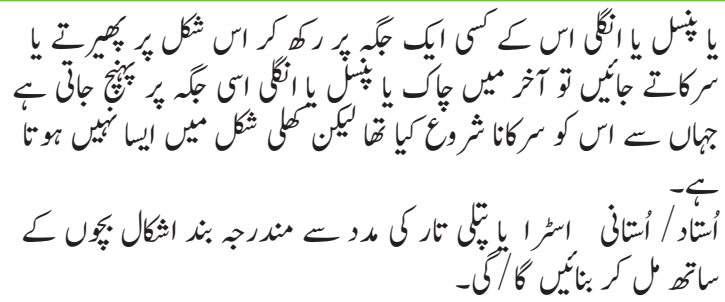 یا پنسل یا انگلی اس کے کسی ایک جگہ پر رکھ کر اس شکل پر پھیرتے یا
سرکاتے جائیں تو آخر میں چاک یا پنسل یا انگلی اسی جگہ پر پہنچ جاتی ہے
جہاں سے اس کو سرکانا شروع کیا تھا لیکن کھلی شکل میں ایسا نہیں ہوتا
ہے۔
اُستاد/ اُستانی اسٹرا یا پتلی تار کی مدد سے مندرجہ بند اشکال بچوں کے
ساتھ مل کر بنائیں گا/گی۔